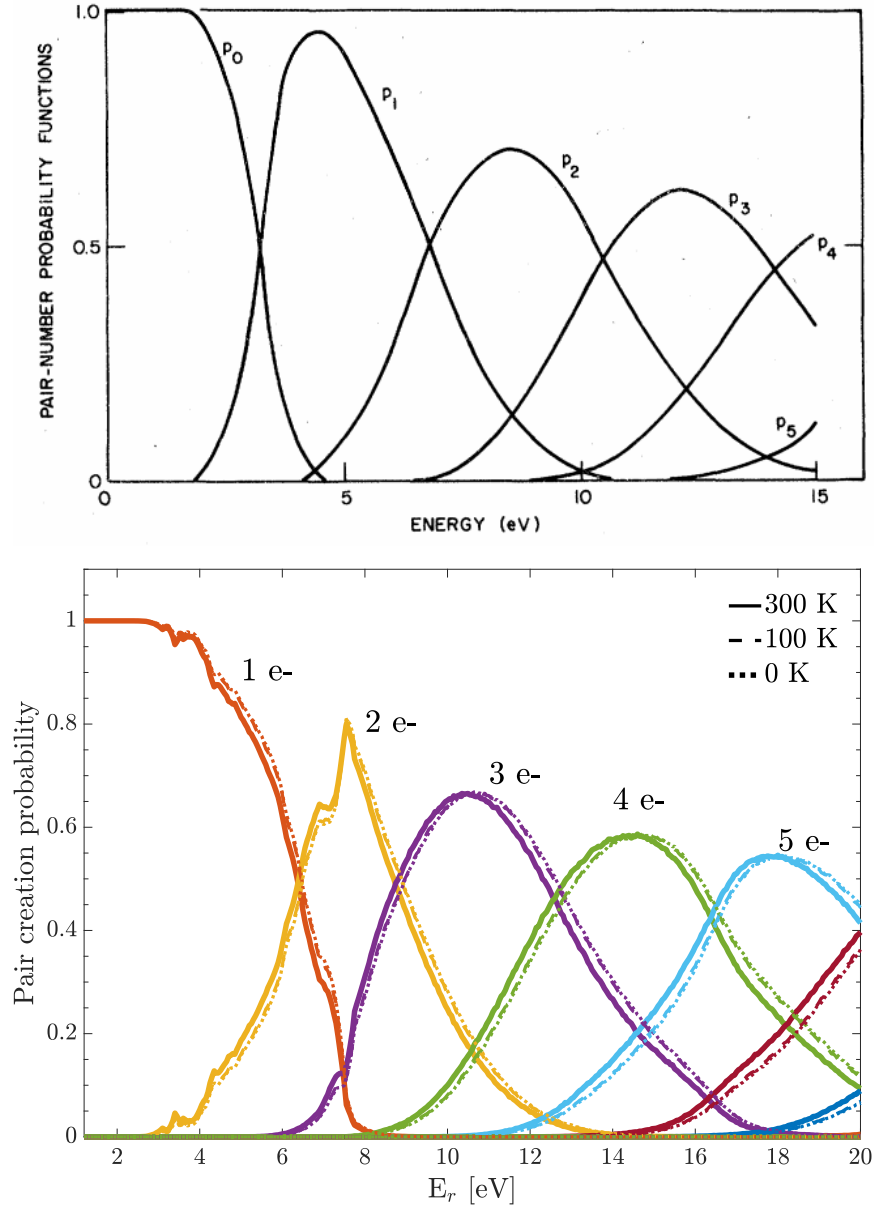 1.0
0.5
0
PAIR-NUMBER PROBABILITY FUNCTIONS
p0
p1
p2
p3
p4
p5
0 5 10 15
ENERGY (eV)
1
0.8
0.6
0.4
0.2
0
Pair creation probability
300 K
100 K
0 K
1 e-
2 e-
3 e-
4 e-
5 e-
2 4 6 8 10 12 14 16 18 20
E_r [eV]